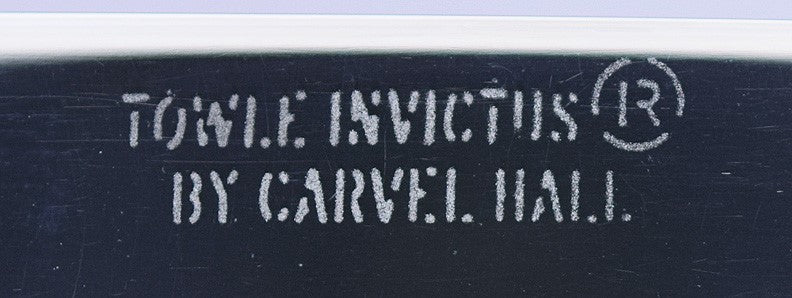 TOWLE INVICTUS ®
BY CARVEL HALL